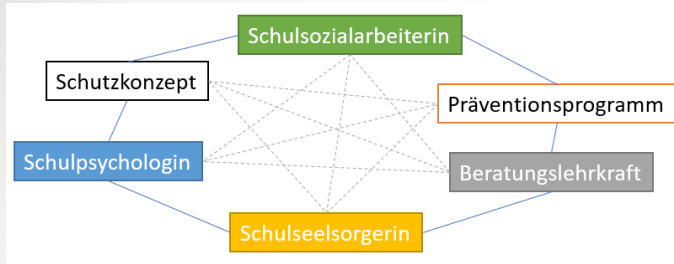 Schulsozialarbeiterin
Schutzkonzept
Präventionsprogramm
Schulpsychologin
Beratungslehrkraft
Schulseelsorgerin